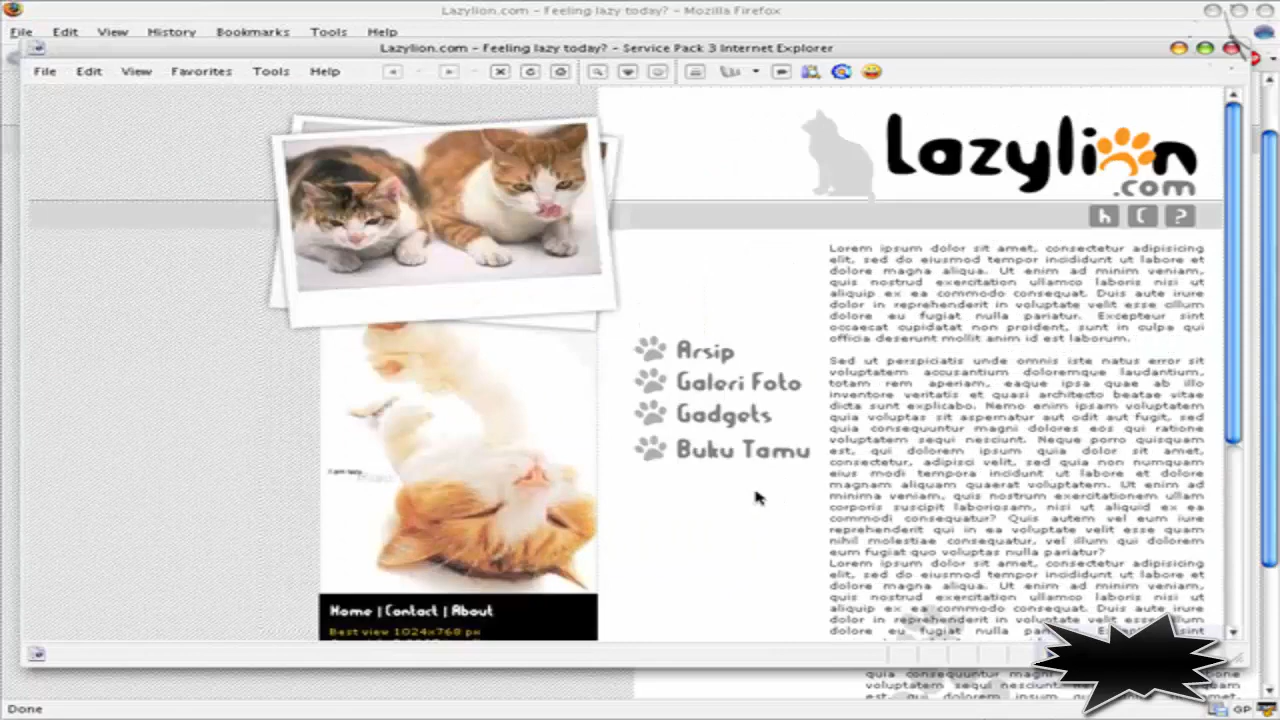 Lazylion.com - Feeling lazy today? - Mozilla Firefox
File Edit View History Bookmarks Tools Help
Lazylion.com - Feeling lazy today? - Service Pack 3 Internet Explorer
File Edit View Favorites Tools Help
Lazylion
.com
h C ?
Lorem ipsum dolor sit amet, consectetur adipisicing
elit, sed do eiusmod tempor incididunt ut labore et
dolore magna aliqua. Ut enim ad minim veniam,
quis nostrud exercitation ullamco laboris nisi ut
aliquip ex ea commodo consequat. Duis aute irure
dolor in reprehenderit in voluptate velit esse cillum
dolore eu fugiat nulla pariatur. Excepteur sint
occaecat cupidatat non proident, sunt in culpa qui
officia deserunt mollit anim id est laborum.
Sed ut perspiciatis unde omnis iste natus error sit
voluptatem accusantium doloremque laudantium,
totam rem aperiam, eaque ipsa quae ab illo
inventore veritatis et quasi architecto beatae vitae
dicta sunt explicabo. Nemo enim ipsam voluptatem
quia voluptas sit aspernatur aut odit aut fugit, sed
quia consequuntur magni dolores eos qui ratione
voluptatem sequi nesciunt. Neque porro quisquam
est, qui dolorem ipsum quia dolor sit amet,
consectetur, adipisci velit, sed quia non numquam
eius modi tempora incidunt ut labore et dolore
magnam aliquam quaerat voluptatem. Ut enim ad
minima veniam, quis nostrum exercitationem ullam
corporis suscipit laboriosam, nisi ut aliquid ex ea
commodi consequatur? Quis autem vel eum iure
reprehenderit qui in ea voluptate velit esse quam
nihil molestiae consequatur, vel illum qui dolorem
eum fugiat quo voluptas nulla pariatur?
Lorem ipsum dolor sit amet, consectetur adipisicing
elit, sed do eiusmod tempor incididunt ut labore et
dolore magna aliqua. Ut enim ad minim veniam,
quis nostrud exercitation ullamco laboris nisi ut
aliquip ex ea commodo consequat. Duis aute irure
dolor in reprehenderit in voluptate velit esse cillum
dolore eu fugiat nulla sint
Arsip
Galeri Foto
Gadgets
Buku Tamu
I am lazy
Home | Contact | About
Best view 1024x768 px
quia consequuntur magni
voluptatem sequi
Done
GP